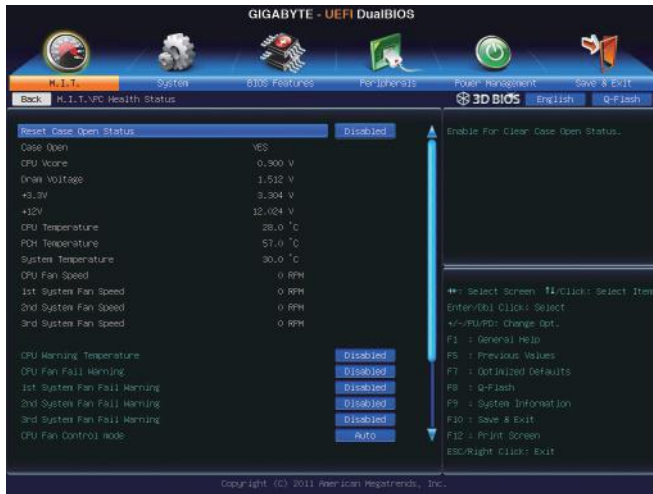 GIGABYTE - UEFI DualBIOS
M.I.T. System BIOS Features Peripherals Power Management Save & Exit
Back M.I.T.\PC Health Status 3D BIOS English Q-Flash
Reset Case Open Status Disabled
Case Open YES
CPU Vcore 0.900 V
Dram Voltage 1.512 V
+3.3V 3.304 V
+12V 12.024 V
CPU Temperature 28.0 °C
PCH Temperature 57.0 °C
System Temperature 30.0 °C
CPU Fan Speed 0 RPM
1st System Fan Speed 0 RPM
2nd System Fan Speed 0 RPM
3rd System Fan Speed 0 RPM
CPU Warning Temperature Disabled
CPU Fan Fail Warning Disabled
1st System Fan Fail Warning Disabled
2nd System Fan Fail Warning Disabled
3rd System Fan Fail Warning Disabled
CPU Fan Control mode Auto
Enable For Clear Case Open Status.
↔: Select Screen ↑↓/Click: Select Item
Enter/Dbl Click: Select
+/-/PU/PD: Change Opt.
F1 : General Help
F5 : Previous Values
F7 : Optimized Defaults
F8 : Q-Flash
F9 : System Information
F10 : Save & Exit
F12 : Print Screen
ESC/Right Click: Exit
Copyright (C) 2011 American Megatrends, Inc.